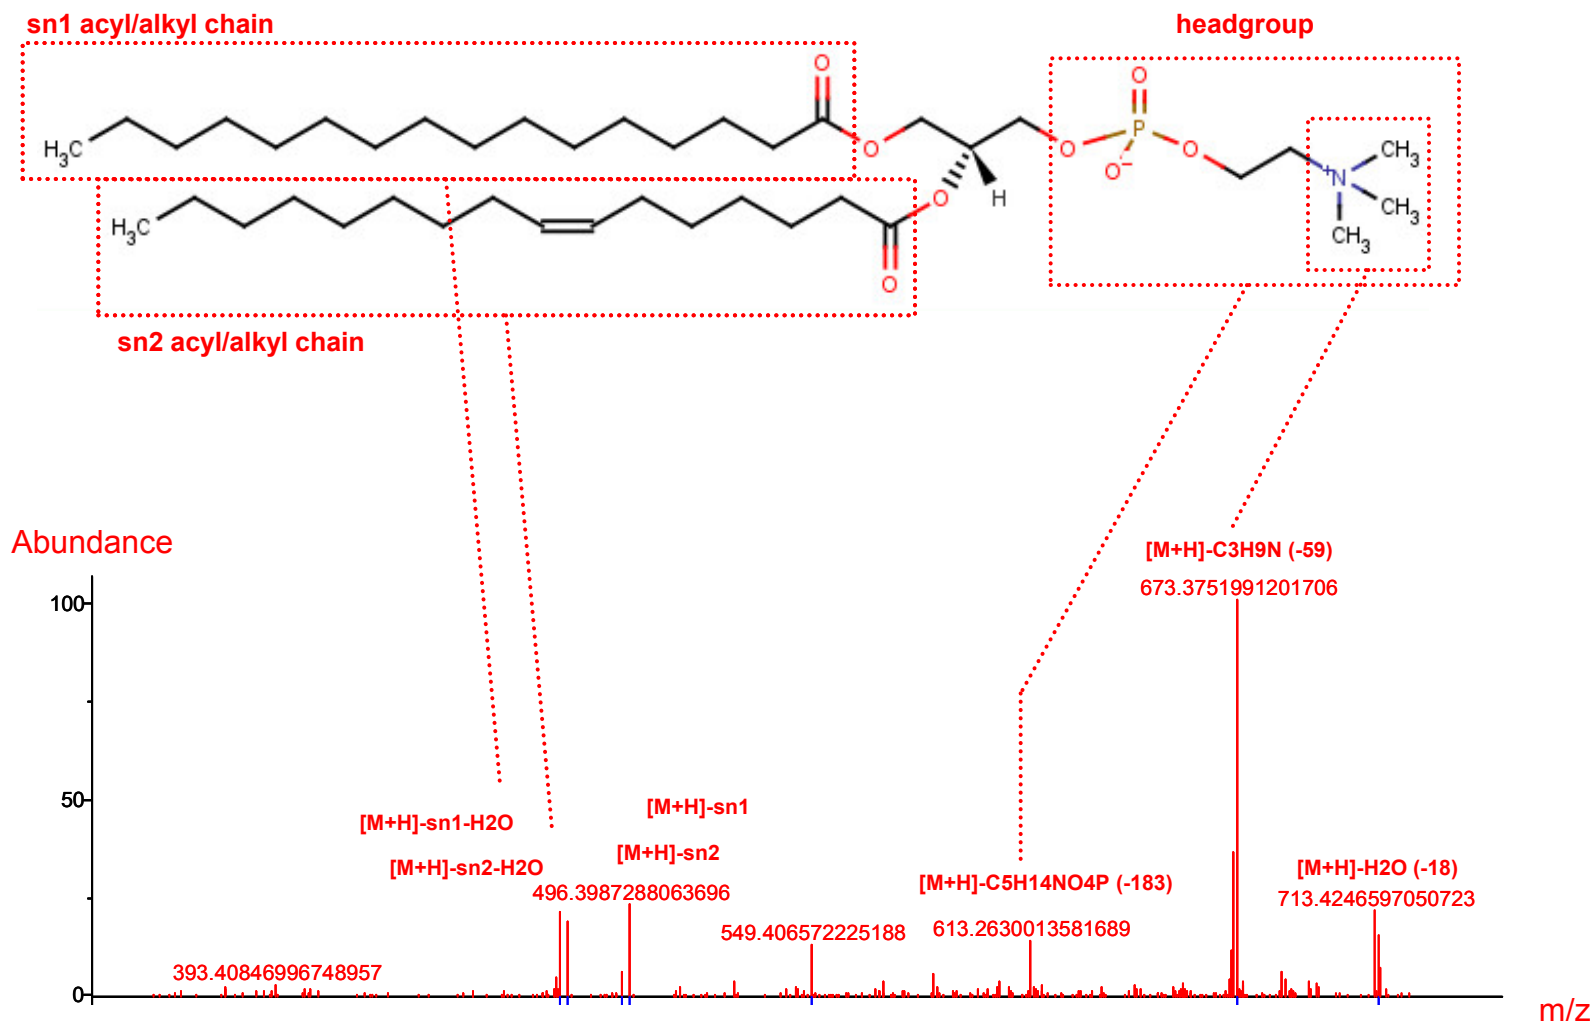 sn1 acyl/alkyl chain
headgroup
O
O
H3C
O
O
P
O
O-
+N
CH3
CH3
CH3
H3C
O
H
O
sn2 acyl/alkyl chain
Abundance
[M+H]-C3H9N (-59)
673.3751991201706
100
50
[M+H]-sn1
[M+H]-sn1-H2O
[M+H]-sn2
[M+H]-sn2-H2O
[M+H]-H2O (-18)
[M+H]-C5H14NO4P (-183)
496.3987288063696
713.4246597050723
549.406572225188
613.2630013581689
393.40846996748957
0
m/z